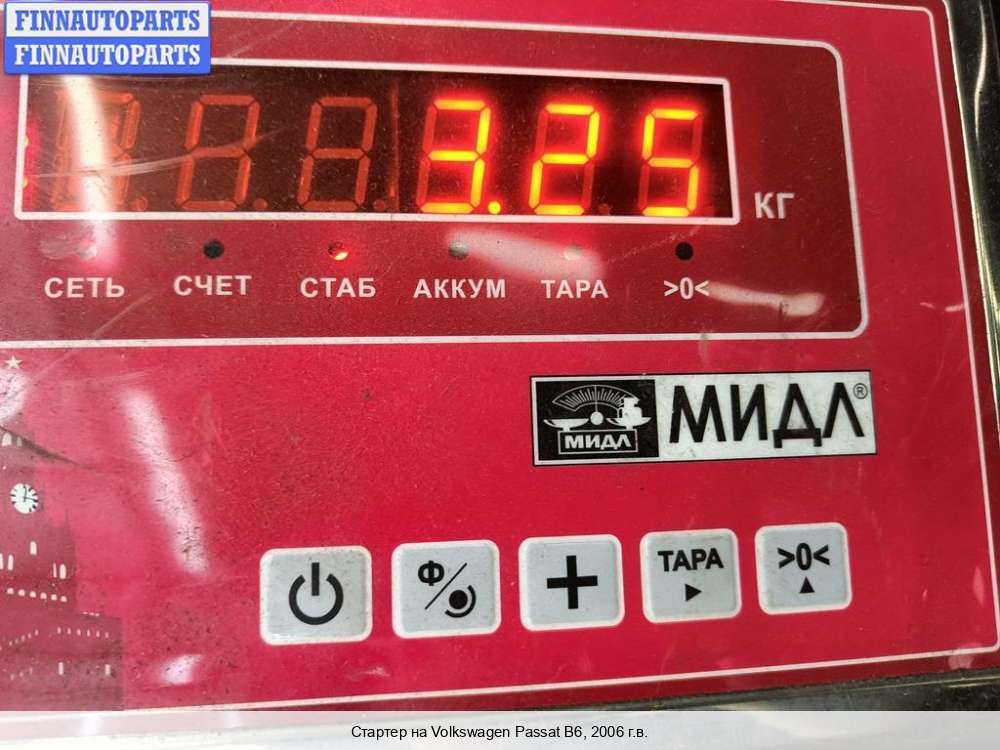 FINNAUTOPARTS
FINNAUTOPARTS
3.25
КГ
СЕТЬ СЧЕТ СТАБ АККУМ ТАРА >0<
МИДЛ МИДЛ®
Ф ТАРА >0<
Стартер на Volkswagen Passat B6, 2006 г.в.